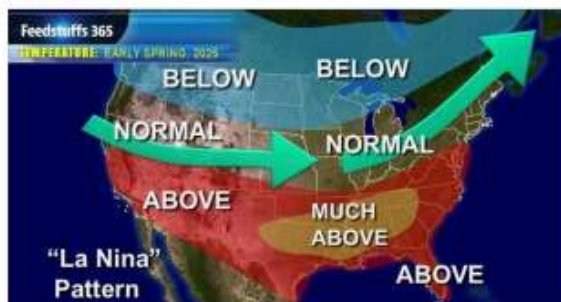 Feedstuffs 365
TEMPERATURE: EARLY SPRING, 2025
BELOW
BELOW
NORMAL
NORMAL
ABOVE
MUCH
ABOVE
"La Nina"
Pattern
ABOVE